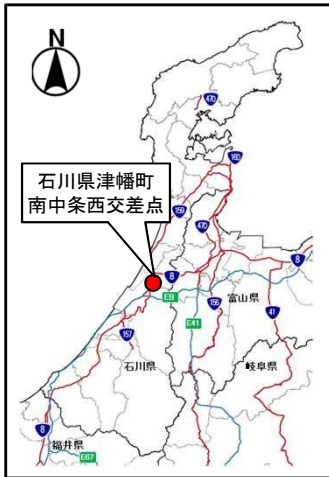 N
470
160
石川県津幡町
南中条西交差点
159
470
8
8
E8
富山県
156
E41
41
157
石川県
岐阜県
8
福井県
E67